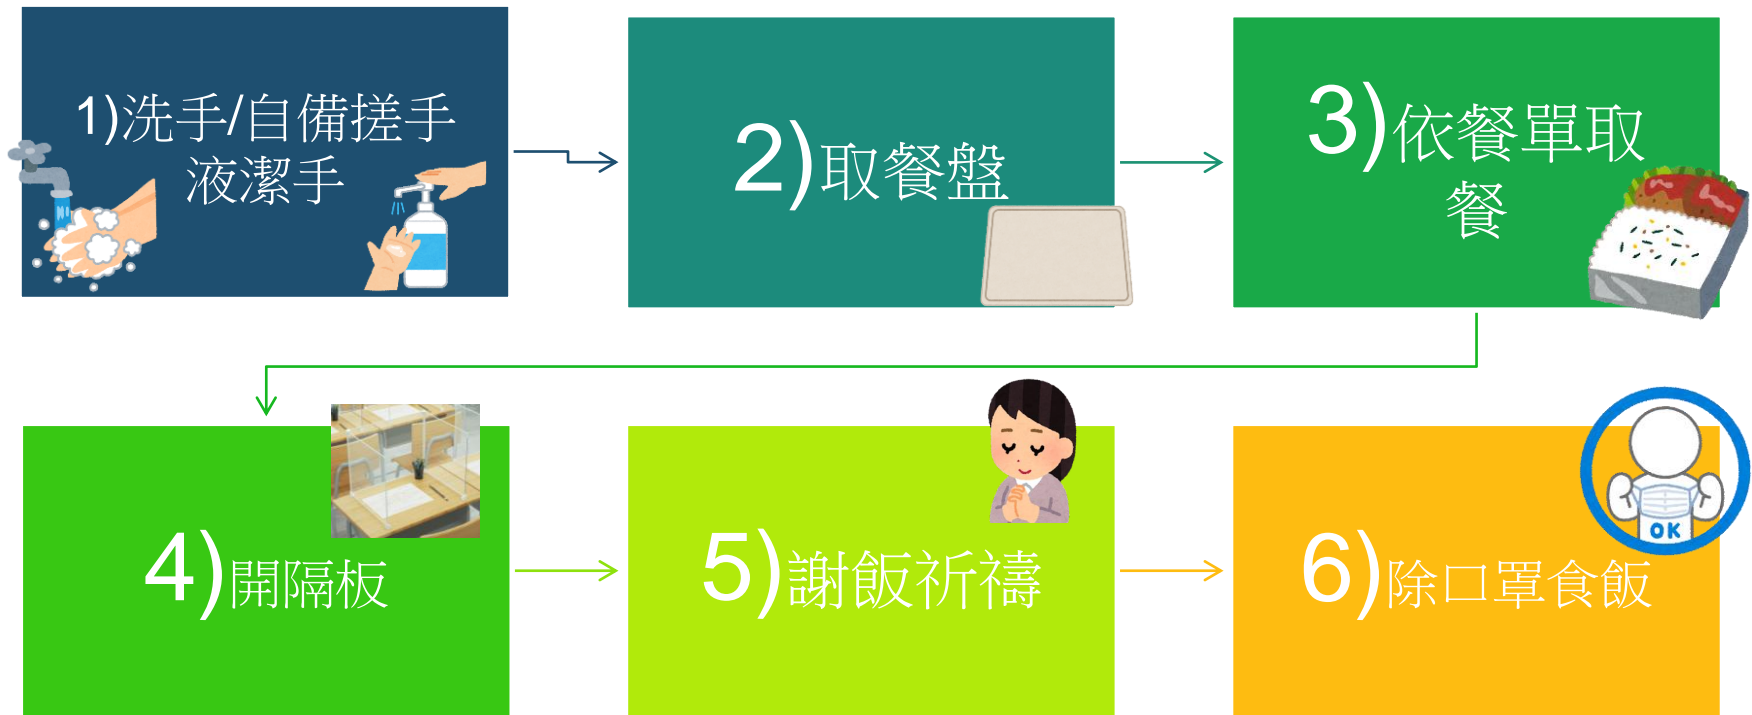 1)洗手/自備搓手
液潔手
2)取餐盤
3)依餐單取
餐
4)開隔板
5)謝飯祈禱
6)除口罩食飯
OK